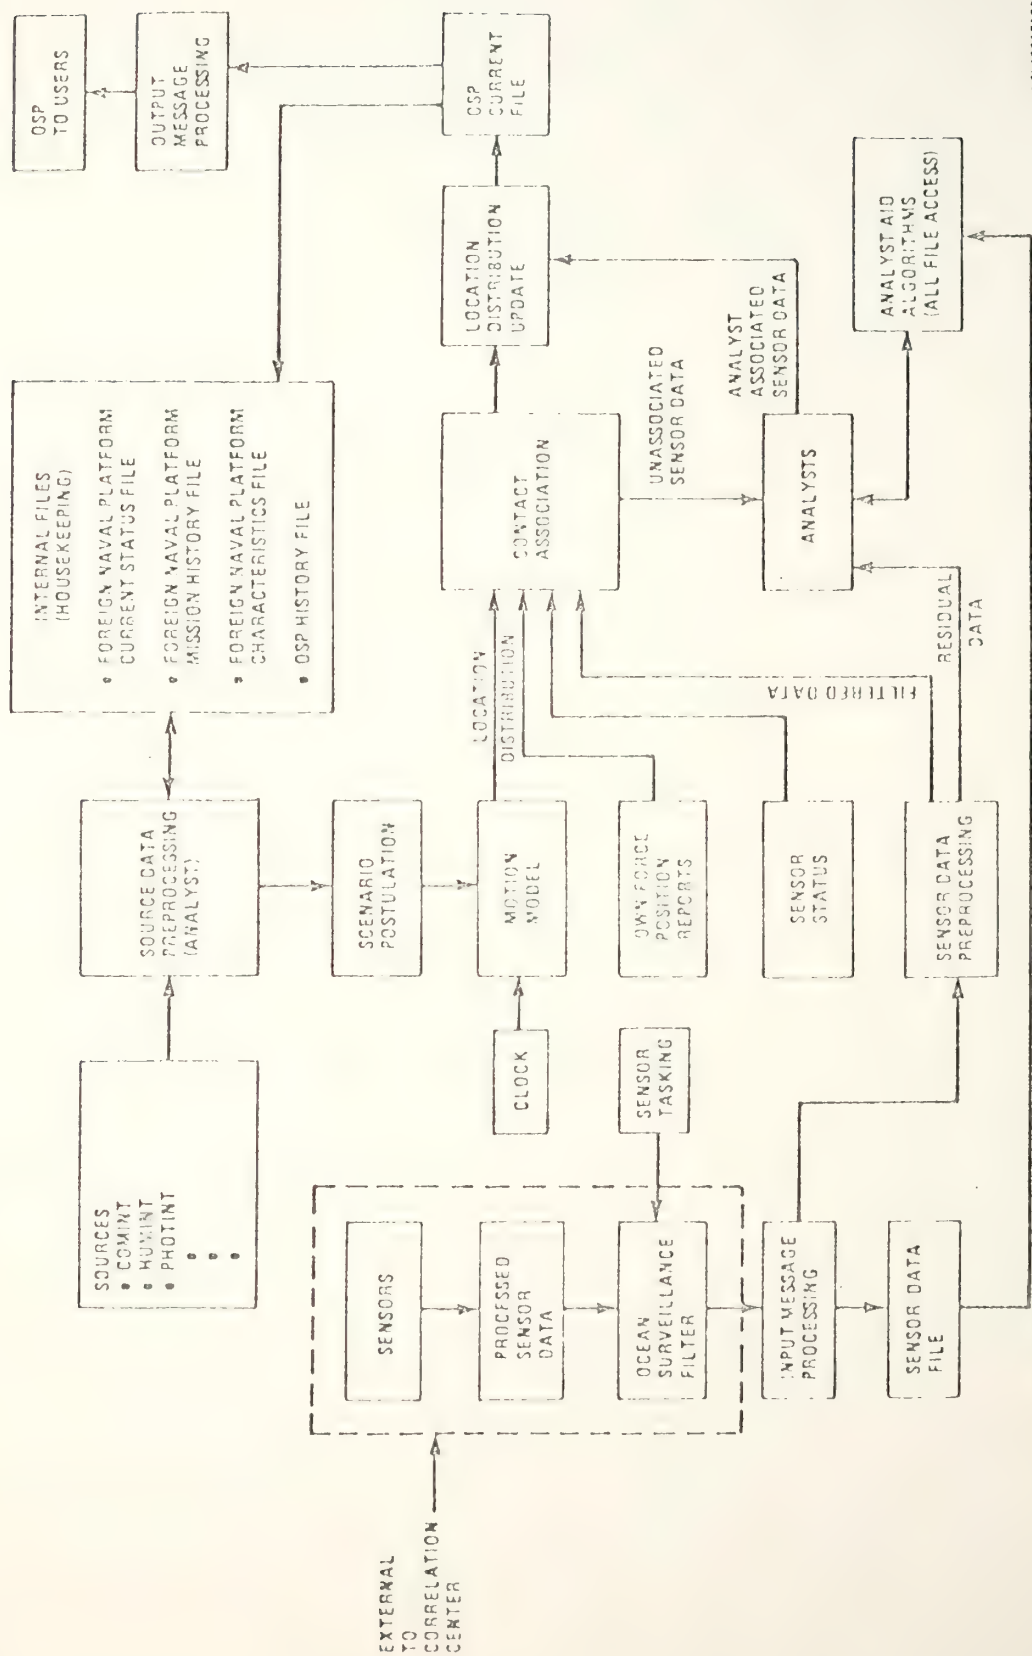 SOURCES
• COMINT
• HUMINT
• PHOTINT
•
•
•
SOURCE DATA
PREPROCESSING
(ANALYST)
INTERNAL FILES
(HOUSEKEEPING)
• FOREIGN NAVAL PLATFORM
CURRENT STATUS FILE
• FOREIGN NAVAL PLATFORM
MISSION HISTORY FILE
• FOREIGN NAVAL PLATFORM
CHARACTERISTICS FILE
• OSP HISTORY FILE
OSP
TO USERS
OUTPUT
MESSAGE
PROCESSING
SCENARIO
POSTULATION
EXTERNAL
TO
CORRELATION
CENTER
SENSORS
PROCESSED
SENSOR
DATA
OCEAN
SURVEILLANCE
FILTER
CLOCK
MOTION
MODEL
LOCATION
DISTRIBUTION
CONTACT
ASSOCIATION
LOCATION
DISTRIBUTION
UPDATE
OSP
CURRENT
FILE
SENSOR
TASKING
OWN FORCE
POSITION
REPORTS
SENSOR
STATUS
FILTERED DATA
UNASSOCIATED
SENSOR DATA
ANALYST
ASSOCIATED
SENSOR DATA
INPUT MESSAGE
PROCESSING
SENSOR DATA
PREPROCESSING
RESIDUAL
DATA
ANALYSTS
ANALYST AID
ALGORITHMS
(ALL FILE ACCESS)
SENSOR DATA
FILE